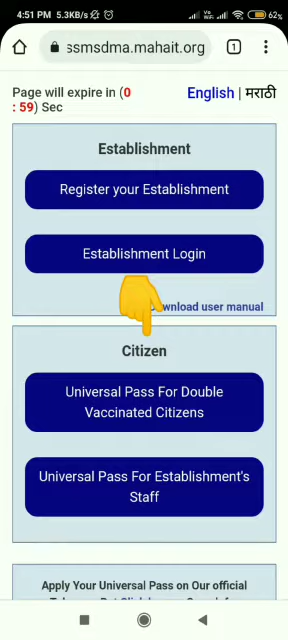 4:51 PM 5.3KB/s
Vo WiFi
62%
ssmsdma.mahait.org
1
Page will expire in (0
: 59) Sec
English | मराठी
Establishment
Register your Establishment
Establishment Login
wnload user manual
Citizen
Universal Pass For Double
Vaccinated Citizens
Universal Pass For Establishment's
Staff
Apply Your Universal Pass on Our official